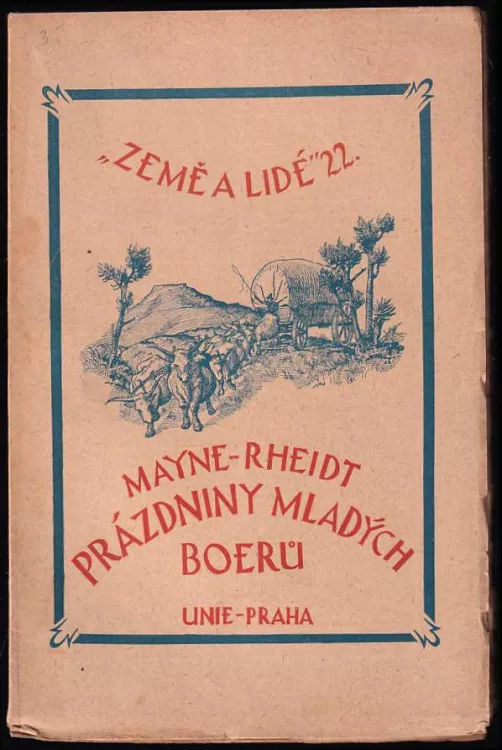 „ZEMĚ A LIDÉ" 22.
MAYNE-RHEIDT
PRÁZDNINY MLADÝCH
BOERŮ
UNIE-PRAHA